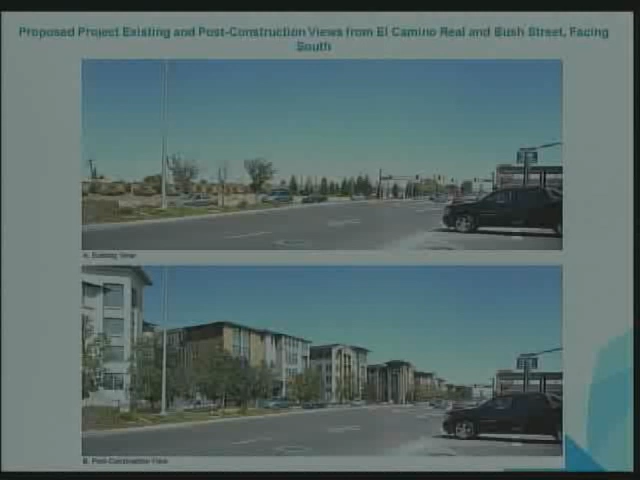 Proposed Project Existing and Post-Construction Views from El Camino Real and Bush Street, Facing
South
A. Existing View
B. Post-Construction View